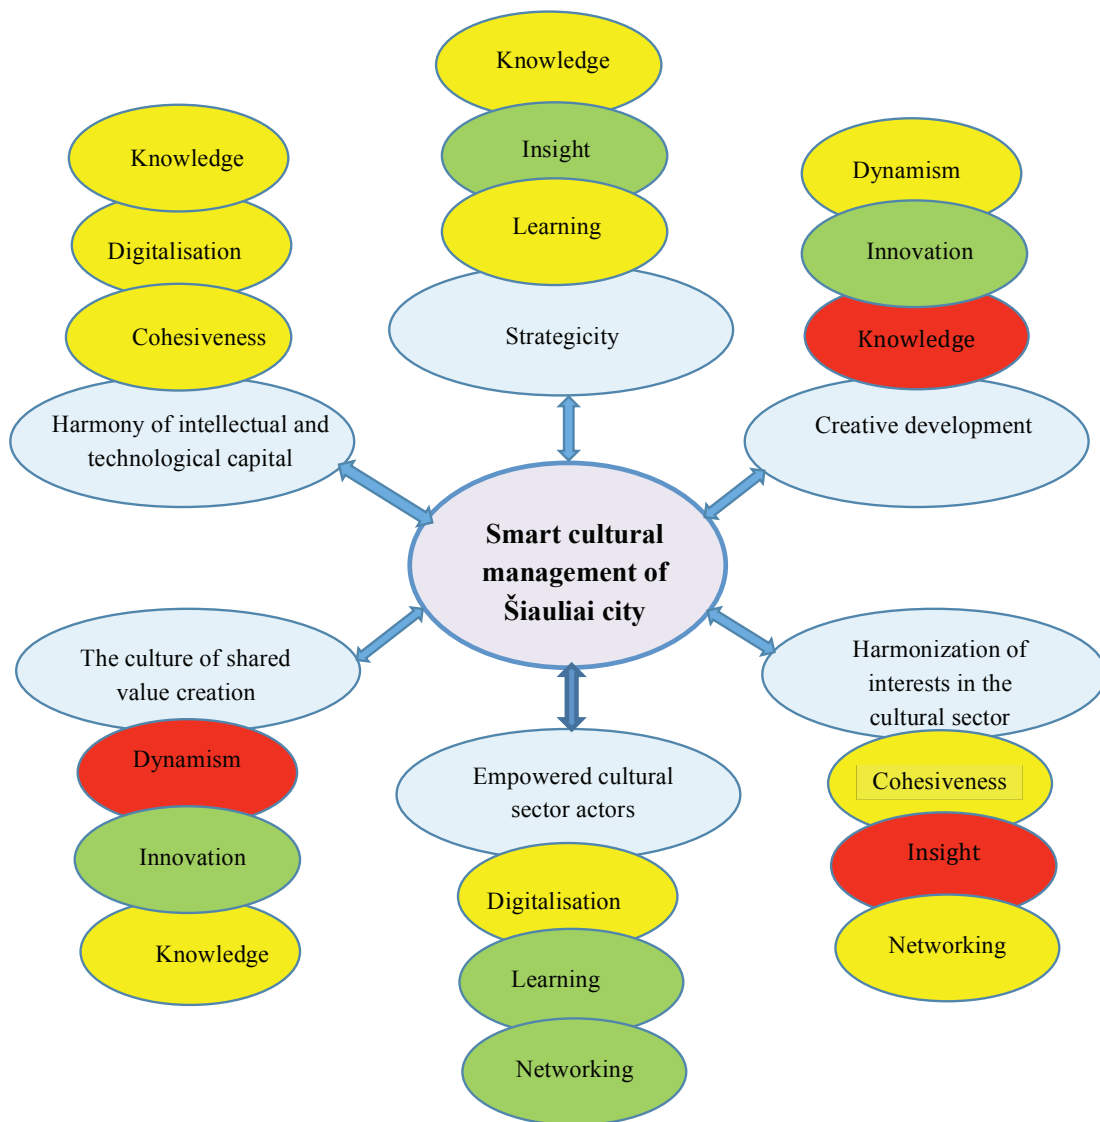 Knowledge
Insight
Learning
Strategicity
Knowledge
Digitalisation
Cohesiveness
Harmony of intellectual and
technological capital
Dynamism
Innovation
Knowledge
Creative development
Smart cultural
management of
Šiauliai city
The culture of shared
value creation
Dynamism
Innovation
Knowledge
Empowered cultural
sector actors
Digitalisation
Learning
Networking
Harmonization of
interests in the
cultural sector
Cohesiveness
Insight
Networking